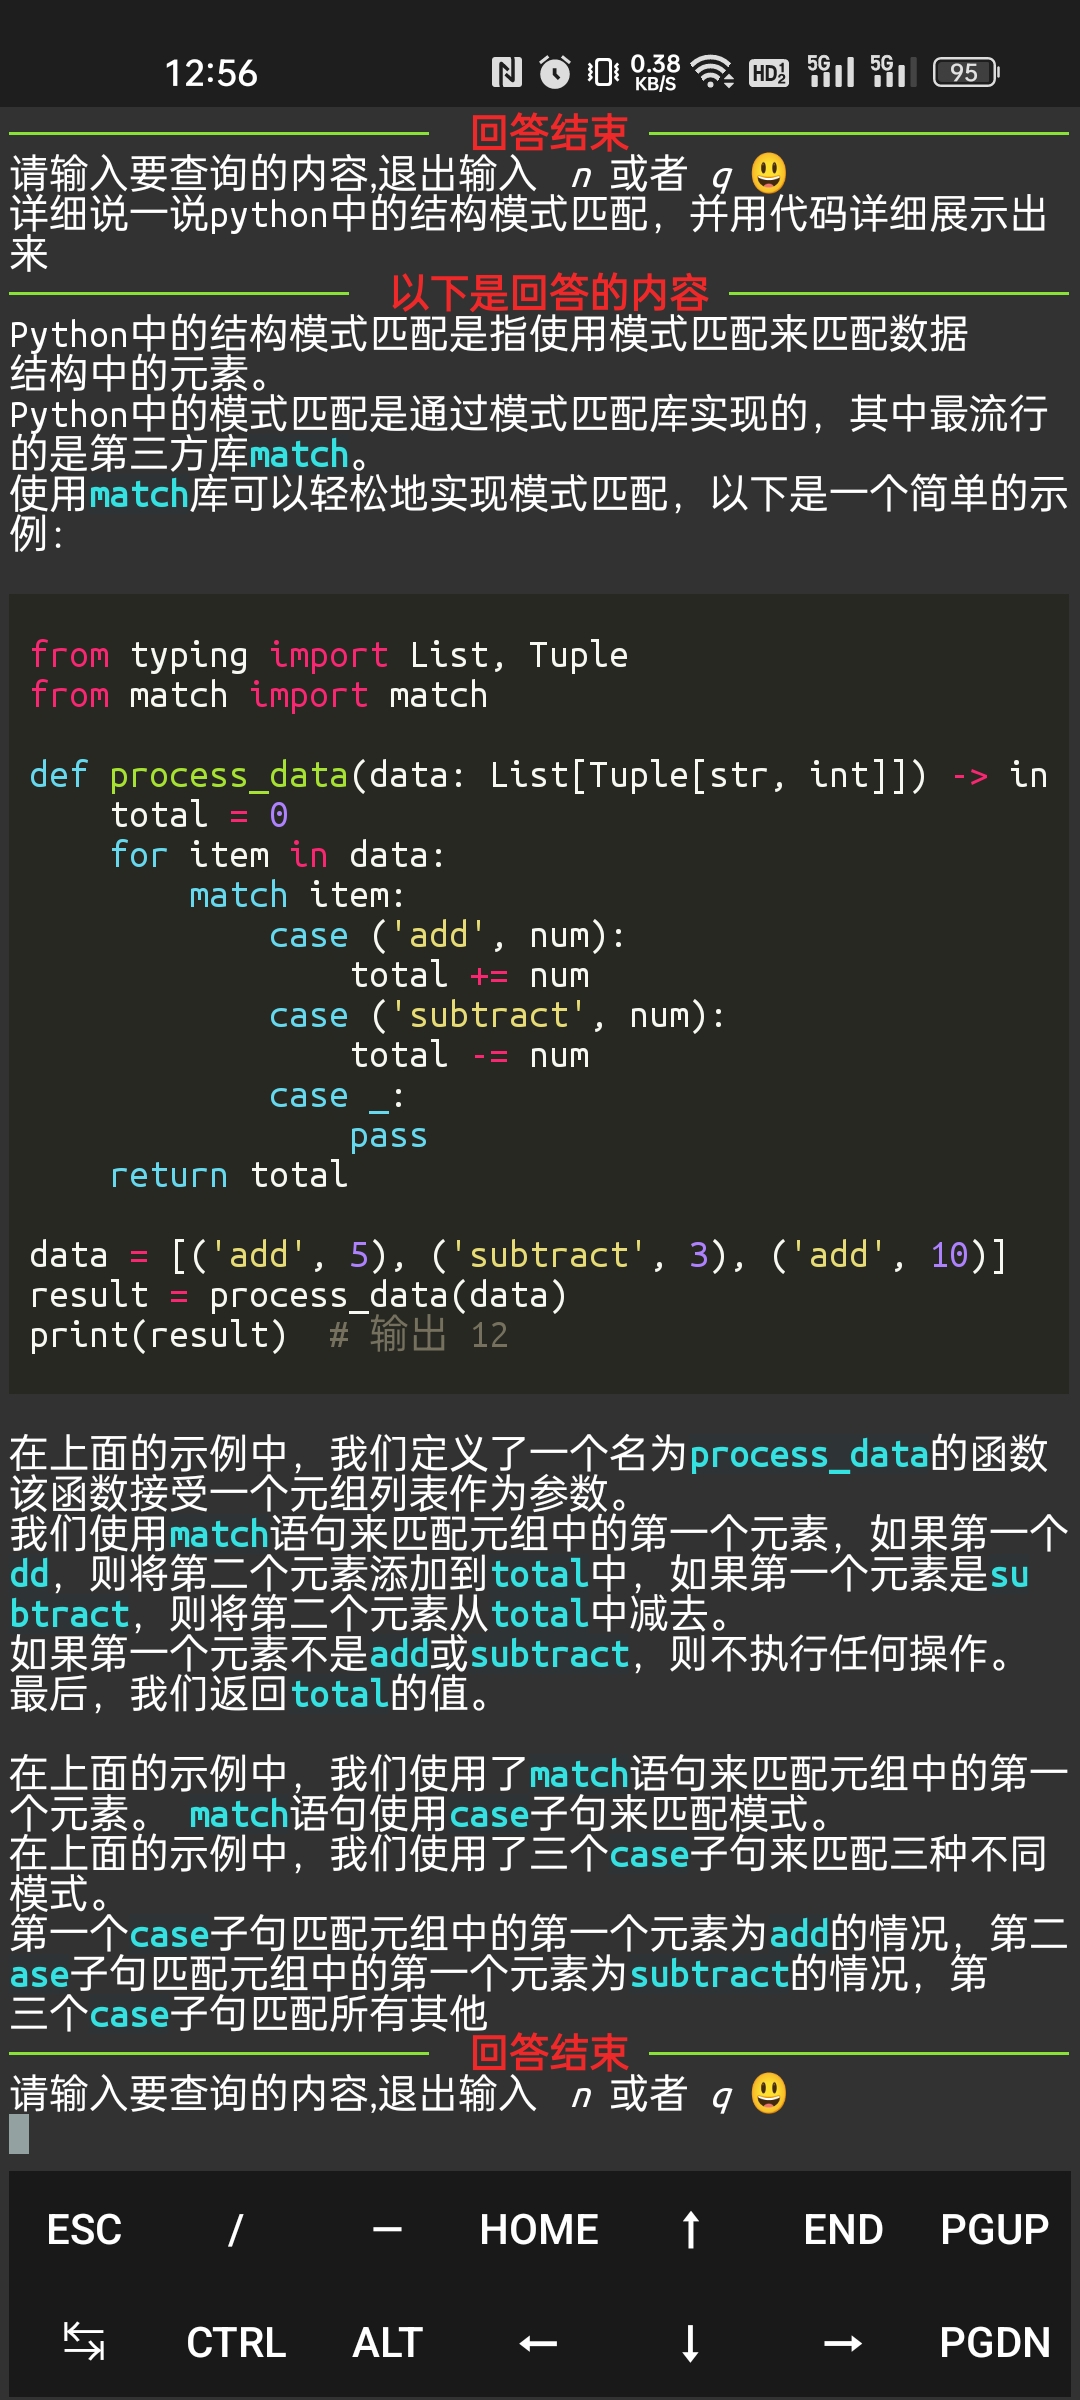 12:56 0.38 KB/S HD 1 2 5G 5G 95
回答结束
请输入要查询的内容,退出输入 n 或者 q 😃
详细说一说python中的结构模式匹配，并用代码详细展示出
来
以下是回答的内容
Python中的结构模式匹配是指使用模式匹配来匹配数据
结构中的元素。
Python中的模式匹配是通过模式匹配库实现的，其中最流行
的是第三方库match。
使用match库可以轻松地实现模式匹配，以下是一个简单的示
例：
from typing import List, Tuple
from match import match
def process_data(data: List[Tuple[str, int]]) -> in
    total = 0
    for item in data:
        match item:
            case ('add', num):
                total += num
            case ('subtract', num):
                total -= num
            case _:
                pass
    return total
data = [('add', 5), ('subtract', 3), ('add', 10)]
result = process_data(data)
print(result)  # 输出 12
在上面的示例中，我们定义了一个名为process_data的函数
该函数接受一个元组列表作为参数。
我们使用match语句来匹配元组中的第一个元素，如果第一个
dd，则将第二个元素添加到total中，如果第一个元素是su
btract，则将第二个元素从total中减去。
如果第一个元素不是add或subtract，则不执行任何操作。
最后，我们返回total的值。
在上面的示例中，我们使用了match语句来匹配元组中的第一
个元素。 match语句使用case子句来匹配模式。
在上面的示例中，我们使用了三个case子句来匹配三种不同
模式。
第一个case子句匹配元组中的第一个元素为add的情况，第二
ase子句匹配元组中的第一个元素为subtract的情况，第
三个case子句匹配所有其他
回答结束
请输入要查询的内容,退出输入 n 或者 q 😃
ESC / — HOME ↑ END PGUP
↹ CTRL ALT ← ↓ → PGDN